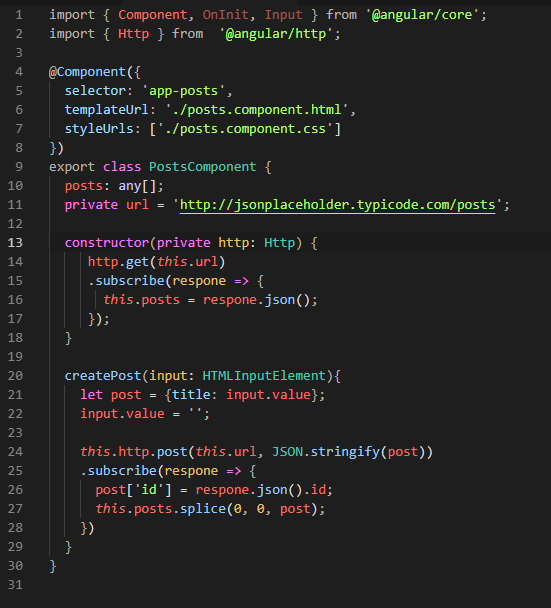 1 import { Component, OnInit, Input } from '@angular/core';
2 import { Http } from  '@angular/http';
3
4 @Component({
5   selector: 'app-posts',
6   templateUrl: './posts.component.html',
7   styleUrls: ['./posts.component.css']
8 })
9 export class PostsComponent {
10   posts: any[];
11   private url = 'http://jsonplaceholder.typicode.com/posts';
12
13   constructor(private http: Http) {
14      http.get(this.url)
15      .subscribe(respone => {
16        this.posts = respone.json();
17      });
18   }
19
20   createPost(input: HTMLInputElement){
21     let post = {title: input.value};
22     input.value = '';
23
24     this.http.post(this.url, JSON.stringify(post))
25     .subscribe(respone => {
26       post['id'] = respone.json().id;
27       this.posts.splice(0, 0, post);
28     })
29   }
30 }
31